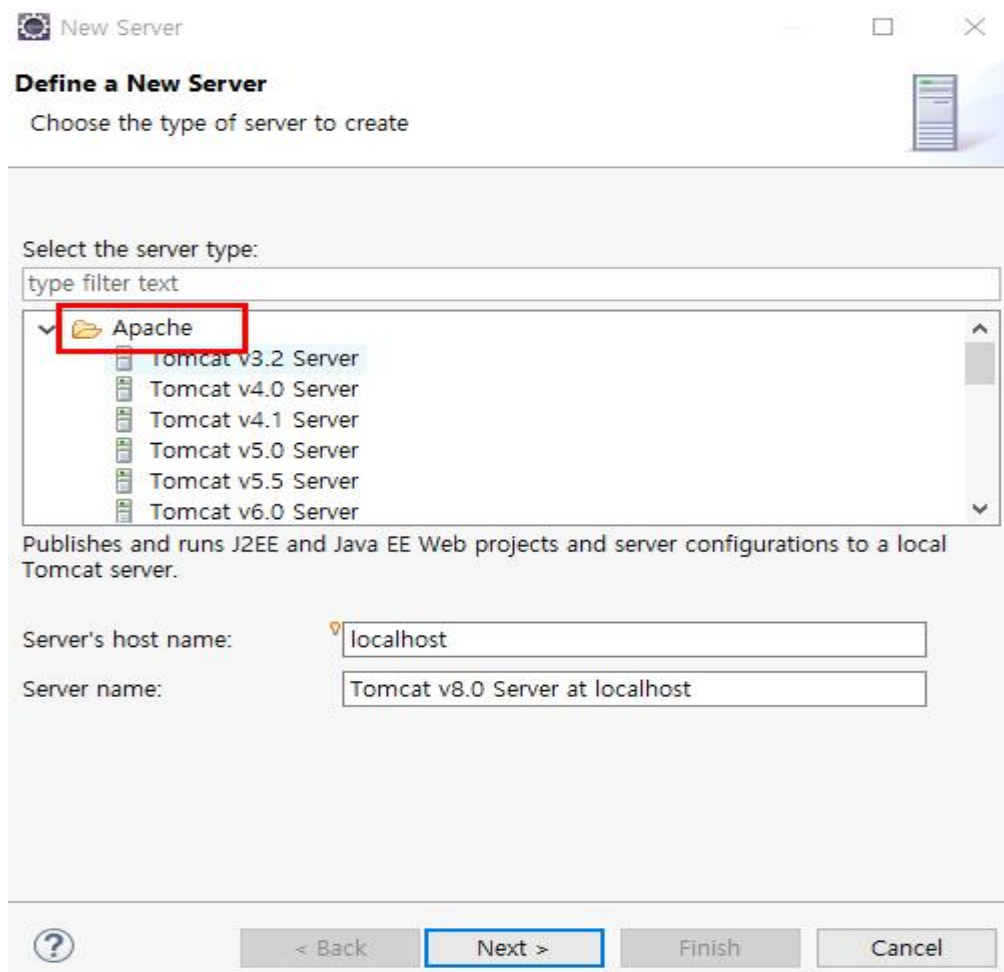 New Server
Define a New Server
Choose the type of server to create
Select the server type:
type filter text
Apache
Tomcat v3.2 Server
Tomcat v4.0 Server
Tomcat v4.1 Server
Tomcat v5.0 Server
Tomcat v5.5 Server
Tomcat v6.0 Server
Publishes and runs J2EE and Java EE Web projects and server configurations to a local
Tomcat server.
Server's host name: localhost
Server name: Tomcat v8.0 Server at localhost
? < Back Next > Finish Cancel